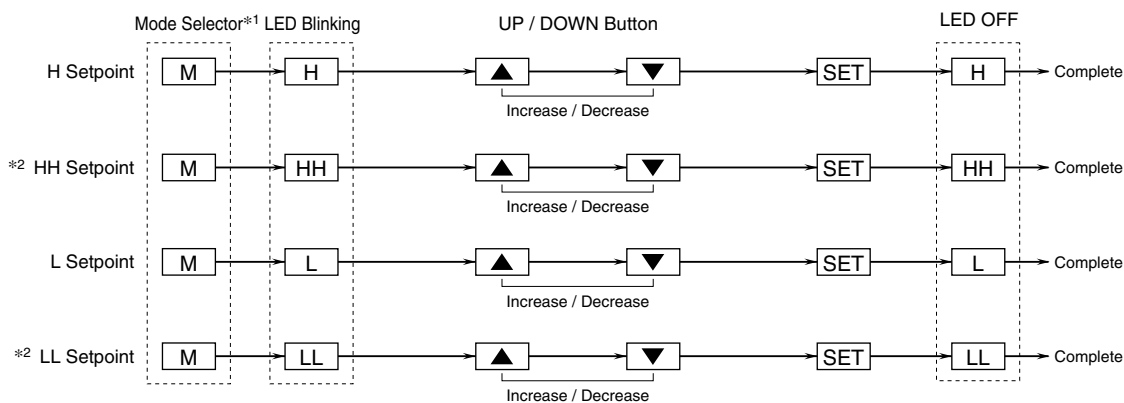 Mode Selector*1 LED Blinking UP / DOWN Button LED OFF
H Setpoint M H ▲ ▼ SET H Complete
Increase / Decrease
*2 HH Setpoint M HH ▲ ▼ SET HH Complete
Increase / Decrease
L Setpoint M L ▲ ▼ SET L Complete
Increase / Decrease
*2 LL Setpoint M LL ▲ ▼ SET LL Complete
Increase / Decrease